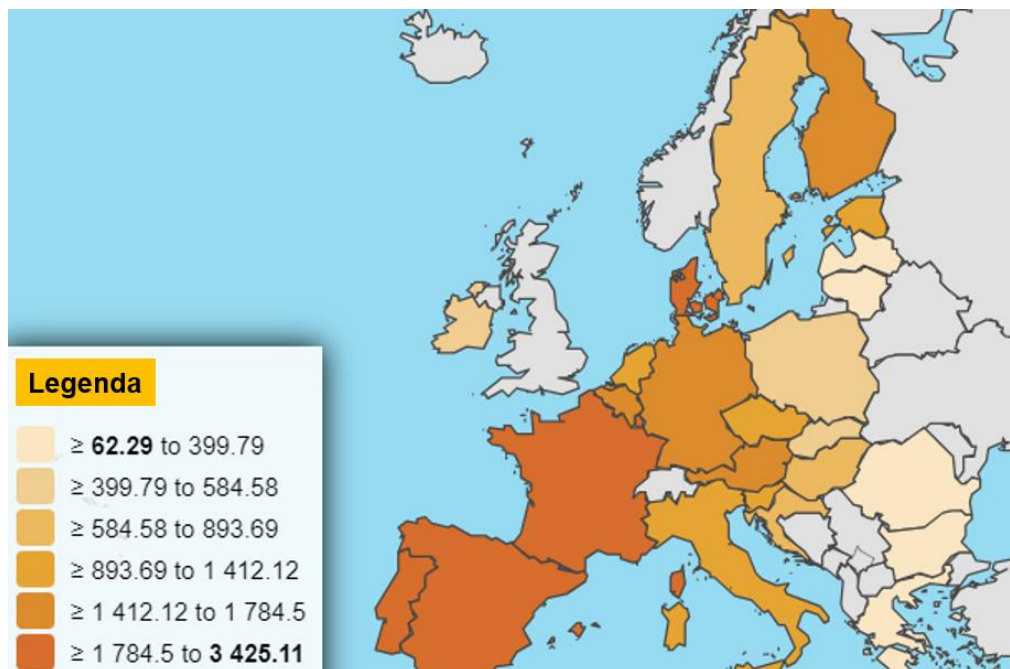 Legenda
≥ 62.29 to 399.79
≥ 399.79 to 584.58
≥ 584.58 to 893.69
≥ 893.69 to 1 412.12
≥ 1 412.12 to 1 784.5
≥ 1 784.5 to 3 425.11